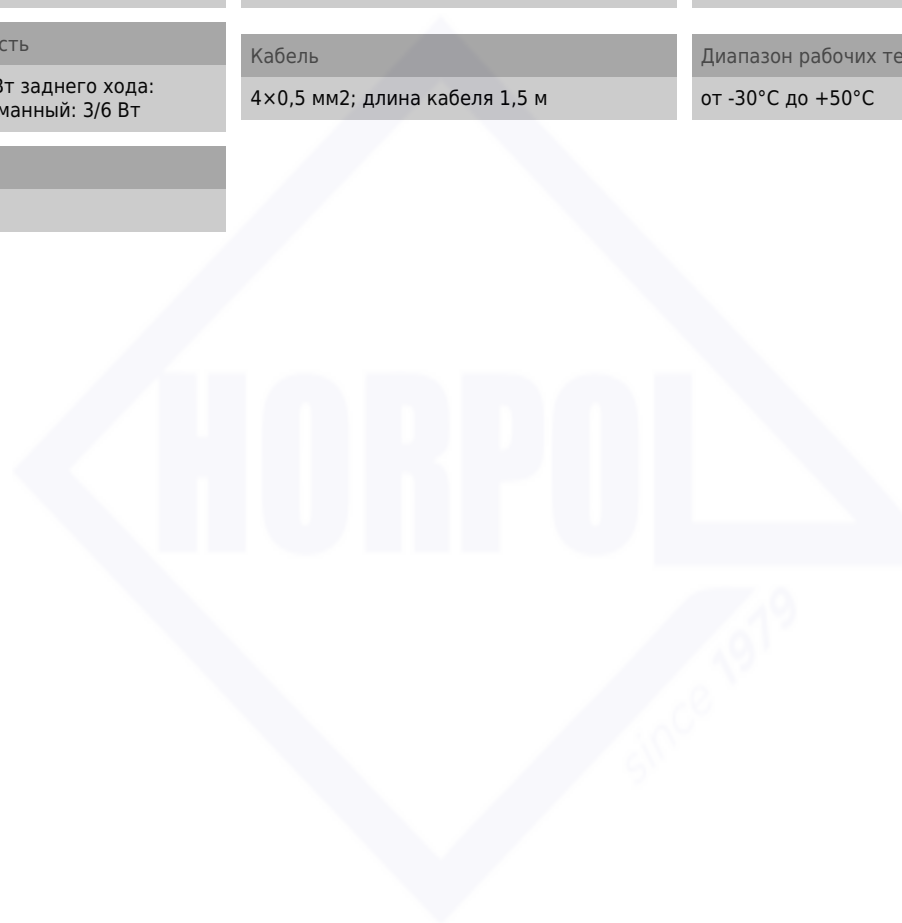 сть
Вт заднего хода:
манный: 3/6 Вт
Кабель
4×0,5 мм2; длина кабеля 1,5 м
Диапазон рабочих те
от -30°C до +50°C
HORPOL
since 1979